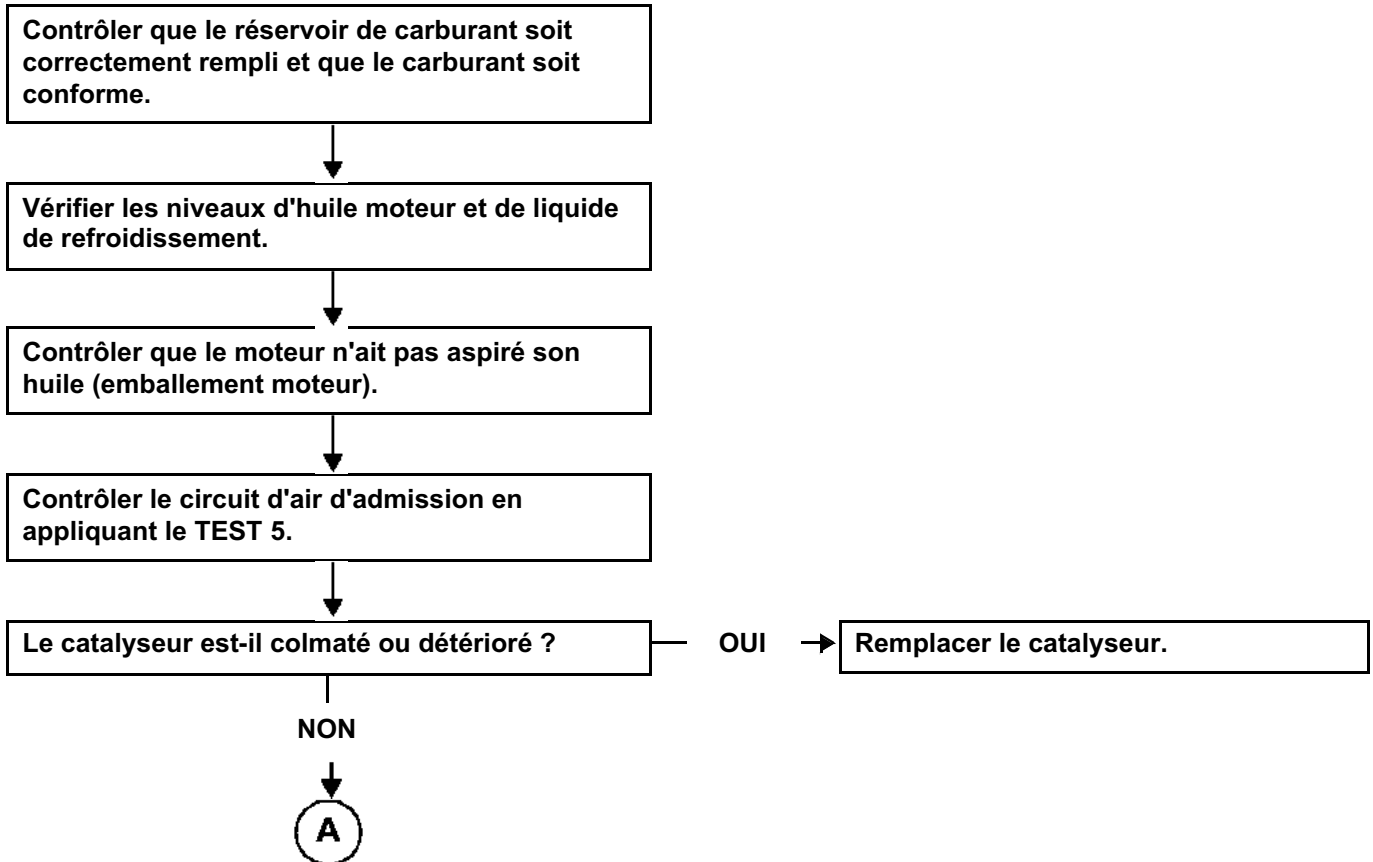 Contrôler que le réservoir de carburant soit
correctement rempli et que le carburant soit
conforme.
Vérifier les niveaux d'huile moteur et de liquide
de refroidissement.
Contrôler que le moteur n'ait pas aspiré son
huile (emballement moteur).
Contrôler le circuit d'air d'admission en
appliquant le TEST 5.
Le catalyseur est-il colmaté ou détérioré ?
OUI
Remplacer le catalyseur.
NON
A